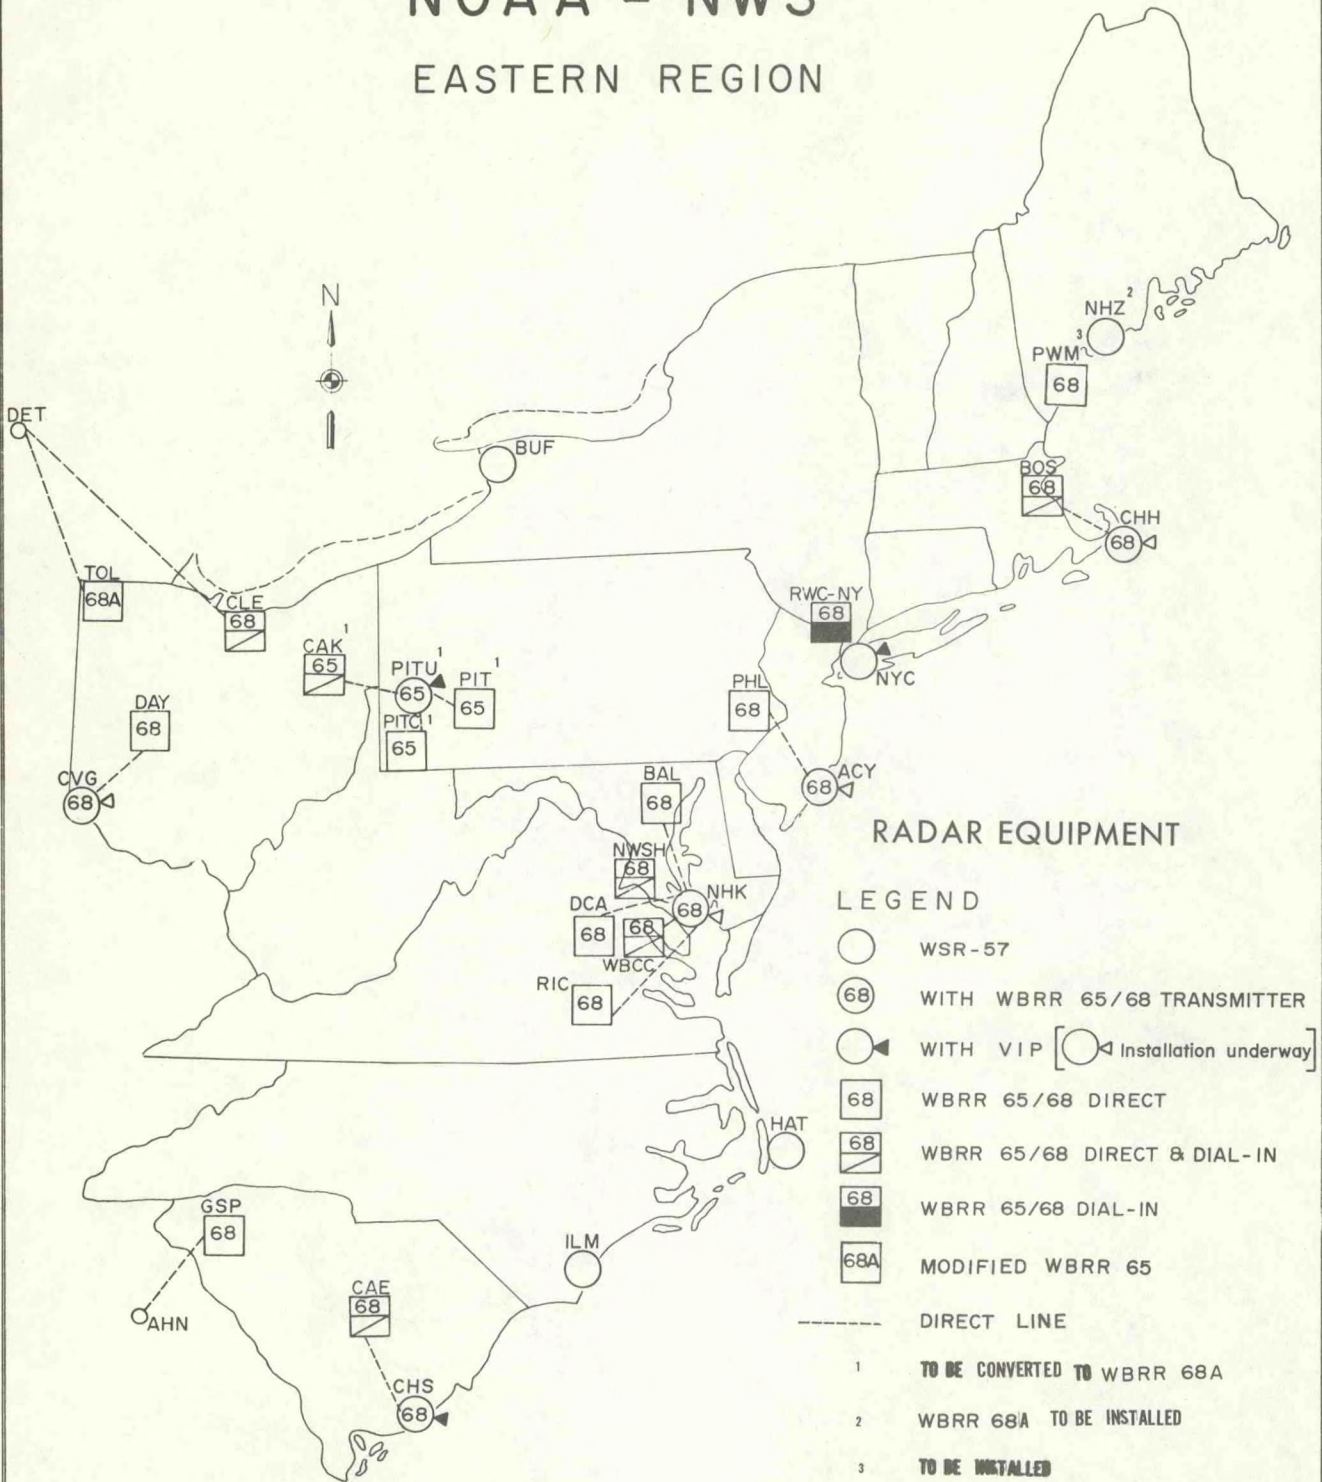 NOAA - NWS
EASTERN REGION
N
NHZ 2
3
PWM
68
DET
BUF
BOS
68
CHH
68
TOL
68A
CLE
68
RWC-NY
68
NYC
CAK 1
65
PITU 1
65
PIT 1
65
PITC 1
65
PHL
68
DAY
68
CVG
68
ACY
68
BAL
68
NWSH
68
NHK
68
DCA
68
68
WBCC
RIC
68
HAT
GSP
68
ILM
AHN
CAE
68
CHS
68
RADAR EQUIPMENT
LEGEND
WSR-57
68 WITH WBRR 65/68 TRANSMITTER
WITH VIP [ Installation underway]
68 WBRR 65/68 DIRECT
68 WBRR 65/68 DIRECT & DIAL-IN
68 WBRR 65/68 DIAL-IN
68A MODIFIED WBRR 65
DIRECT LINE
1 TO BE CONVERTED TO WBRR 68A
2 WBRR 68A TO BE INSTALLED
3 TO BE INSTALLED